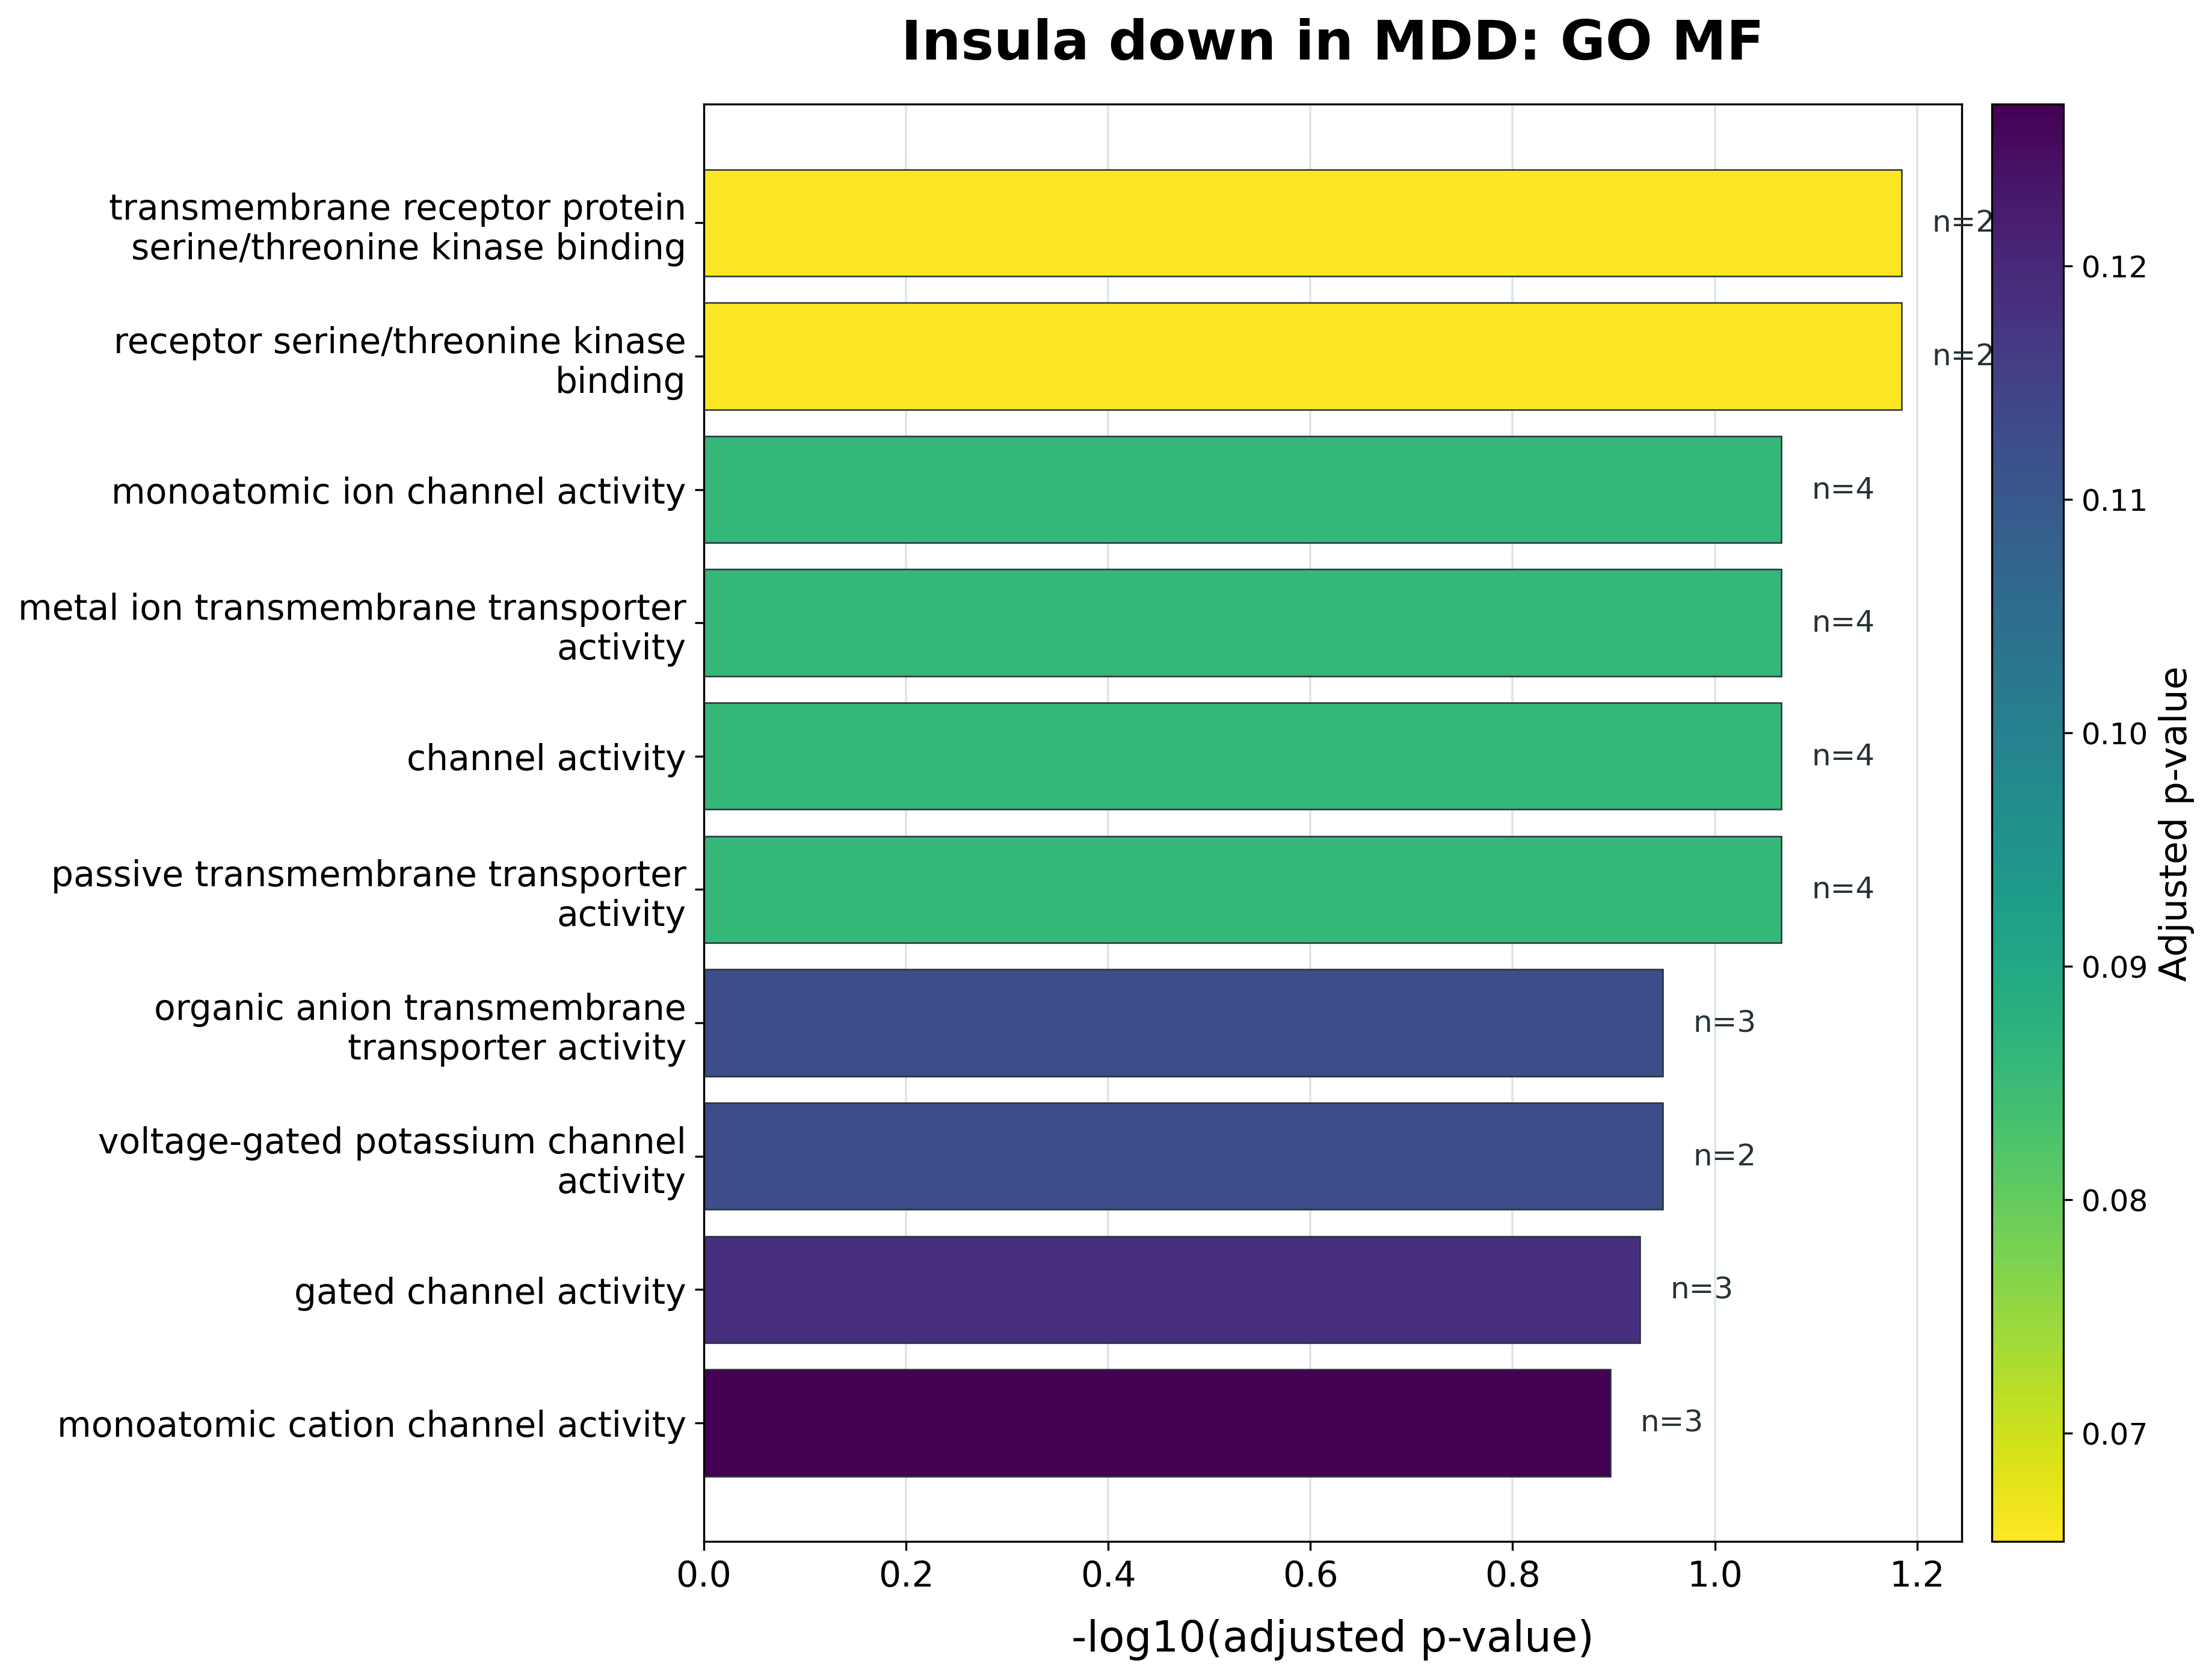 Insula down in MDD: GO MF
transmembrane receptor protein
serine/threonine kinase binding
n=2
receptor serine/threonine kinase
binding
n=2
monoatomic ion channel activity
n=4
metal ion transmembrane transporter
activity
n=4
channel activity
n=4
passive transmembrane transporter
activity
n=4
organic anion transmembrane
transporter activity
n=3
voltage-gated potassium channel
activity
n=2
gated channel activity
n=3
monoatomic cation channel activity
n=3
0.0 0.2 0.4 0.6 0.8 1.0 1.2
-log10(adjusted p-value)
0.12
0.11
0.10
0.09
0.08
0.07
Adjusted p-value